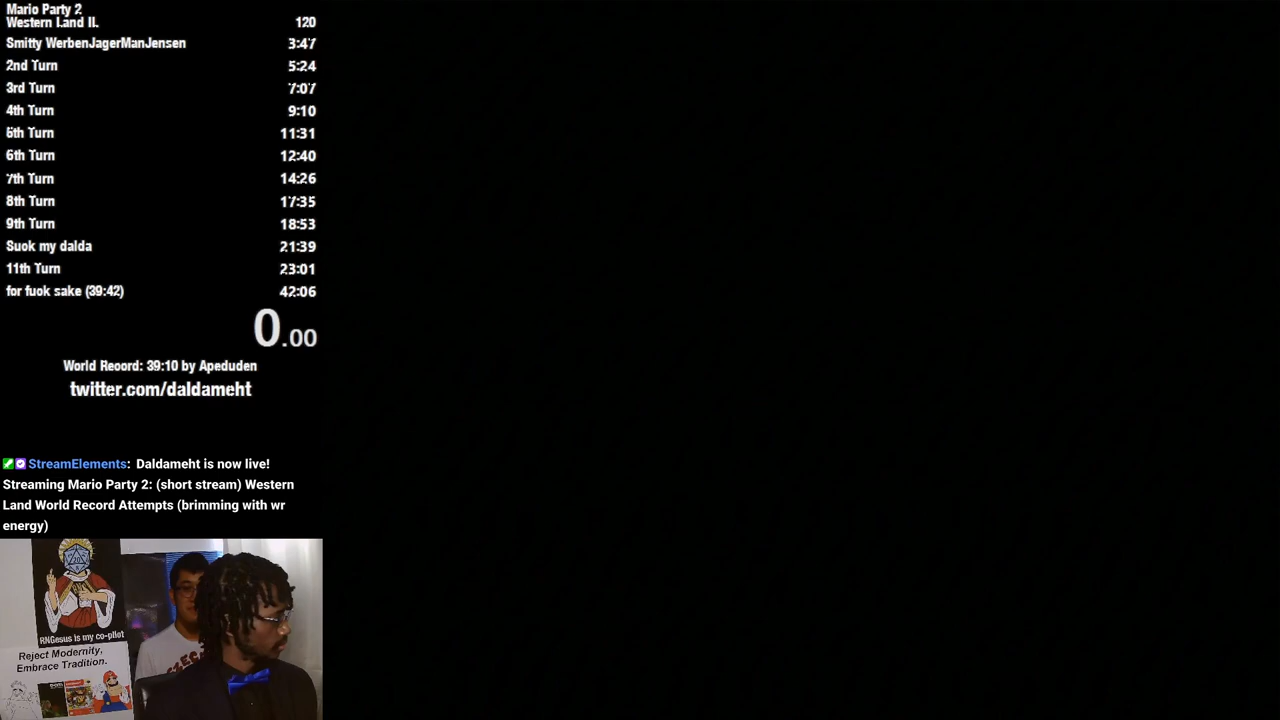 Mario Party 2
Western Land II. 120
Smitty WerbenJagerManJensen 3:47
2nd Turn 5:24
3rd Turn 7:07
4th Turn 9:10
5th Turn 11:31
6th Turn 12:40
7th Turn 14:26
8th Turn 17:35
9th Turn 18:53
Suck my dalda 21:39
11th Turn 23:01
for fuck sake (39:42) 42:06
0.00
World Record: 39:10 by Apeduden
twitter.com/daldameht
StreamElements: Daldameht is now live!
Streaming Mario Party 2: (short stream) Western
Land World Record Attempts (brimming with wr
energy)
RNGesus is my co-pilot
Reject Modernity,
Embrace Tradition.